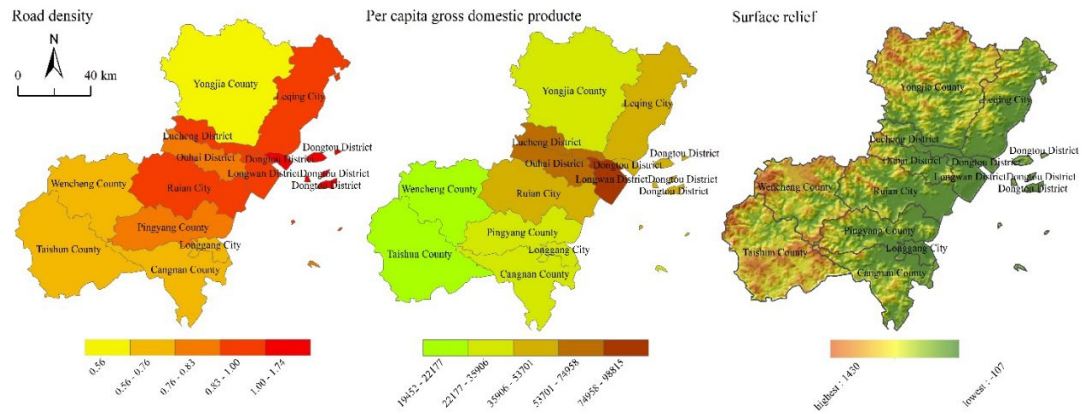 Road density
N
0 40 km
Yongjia County
Leqing City
Lucheng District
Ouhai District
Dongtou District
Dongtou District
Longwan District
Dongtou District
Dongtou District
Wencheng County
Ruian City
Pingyang County
Taishun County
Longgang City
Cangnan County
0.56
0.56 - 0.76
0.76 - 0.83
0.83 - 1.00
1.00 - 1.74
Per capita gross domestic producte
Yongjia County
Leqing City
Lucheng District
Ouhai District
Dongtou District
Dongtou District
Longwan District
Dongtou District
Dongtou District
Wencheng County
Ruian City
Pingyang County
Taishun County
Longgang City
Cangnan County
19452 - 22177
22177 - 35906
35906 - 53701
53701 - 74958
74958 - 98815
Surface relief
Yongjia County
Leqing City
Lucheng District
Ouhai District
Dongtou District
Dongtou District
Longwan District
Dongtou District
Dongtou District
Wencheng County
Ruian City
Pingyang County
Taishun County
Longgang City
Cangnan County
highest : 1430
lowest : -107